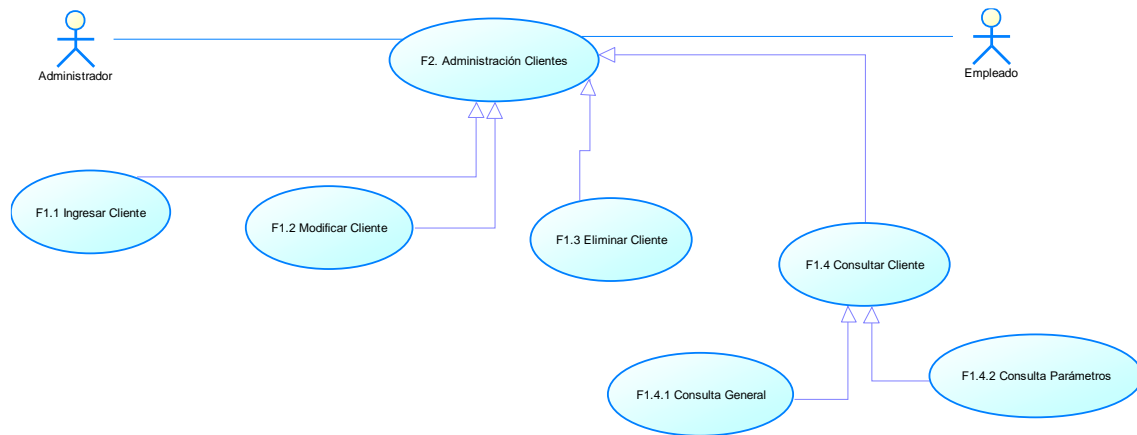 F2. Administración Clientes
Administrador
Empleado
F1.1 Ingresar Cliente
F1.2 Modificar Cliente
F1.3 Eliminar Cliente
F1.4 Consultar Cliente
F1.4.1 Consulta General
F1.4.2 Consulta Parámetros